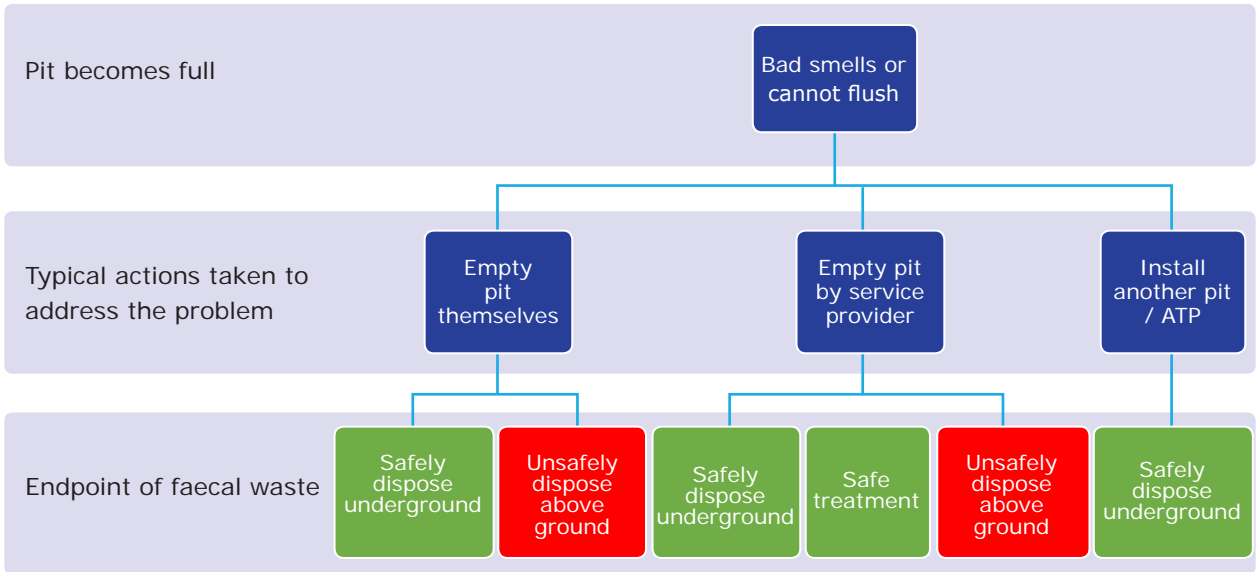 Pit becomes full
Bad smells or
cannot flush
Typical actions taken to
address the problem
Empty
pit
themselves
Empty pit
by service
provider
Install
another pit
/ ATP
Endpoint of faecal waste
Safely
dispose
underground
Unsafely
dispose
above
ground
Safely
dispose
underground
Safe
treatment
Unsafely
dispose
above
ground
Safely
dispose
underground